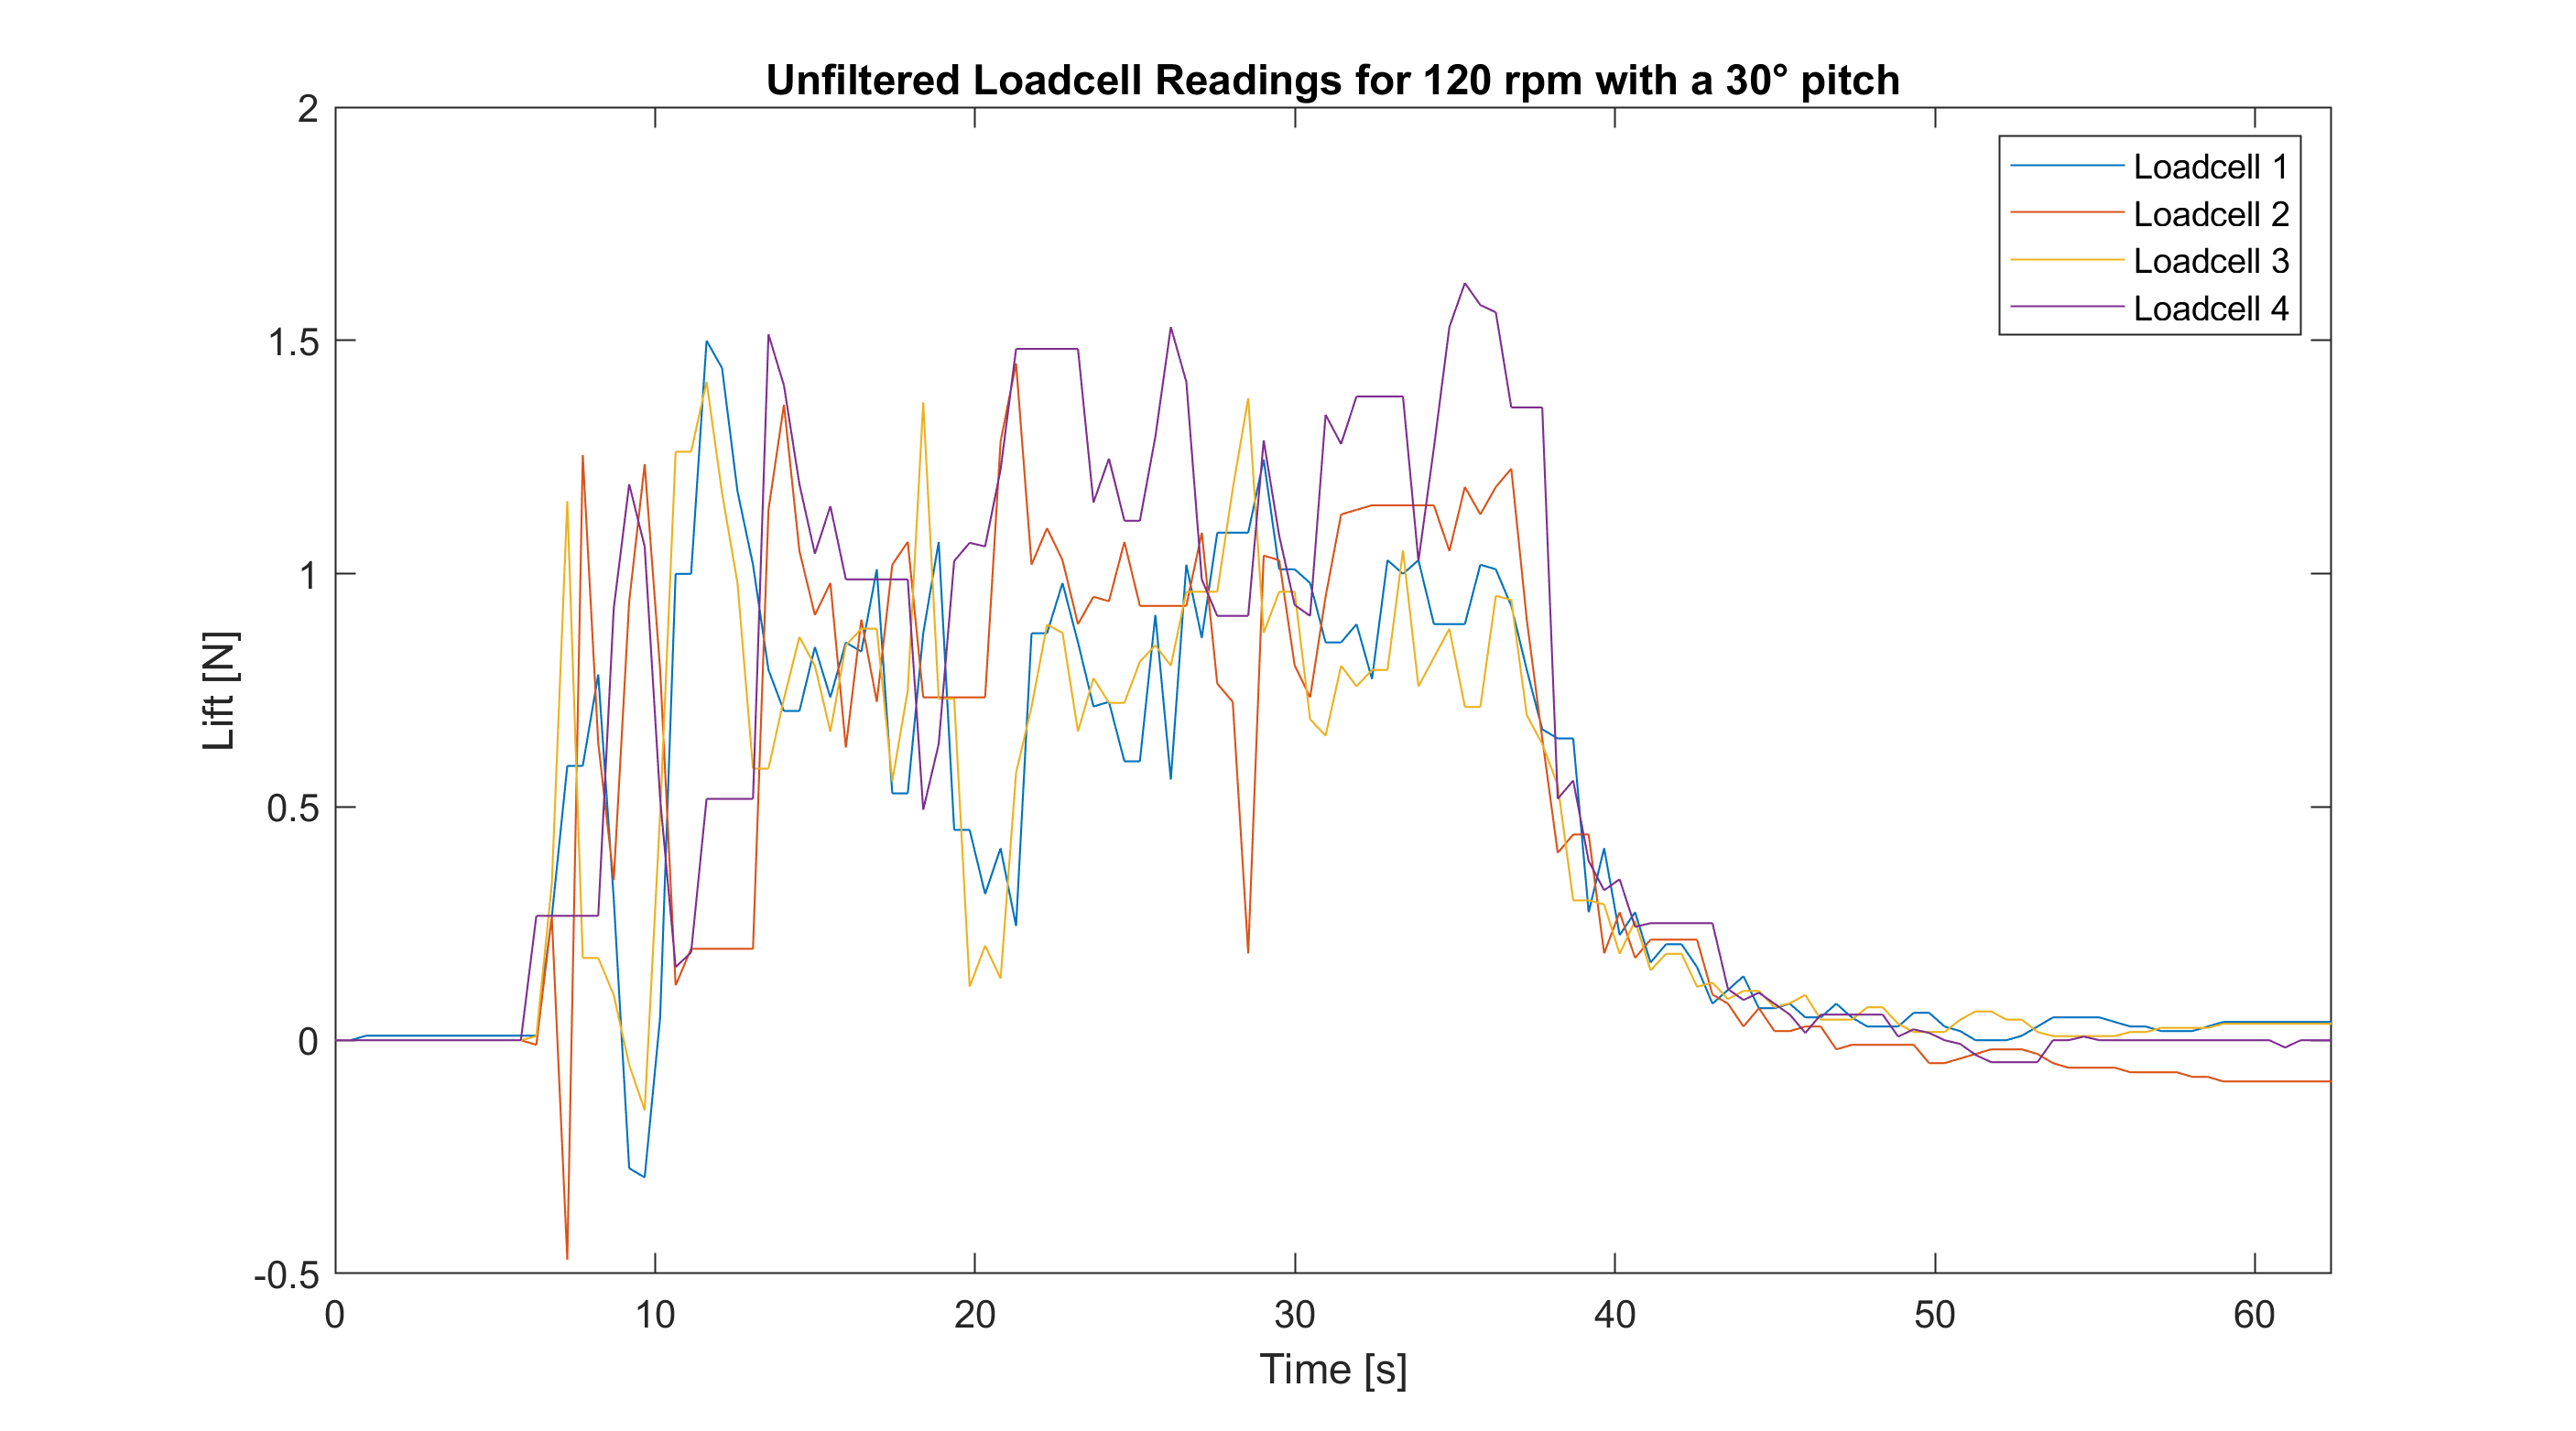 Unfiltered Loadcell Readings for 120 rpm with a 30° pitch
2
1.5
1
0.5
0
-0.5
Lift [N]
Loadcell 1
Loadcell 2
Loadcell 3
Loadcell 4
0 10 20 30 40 50 60
Time [s]